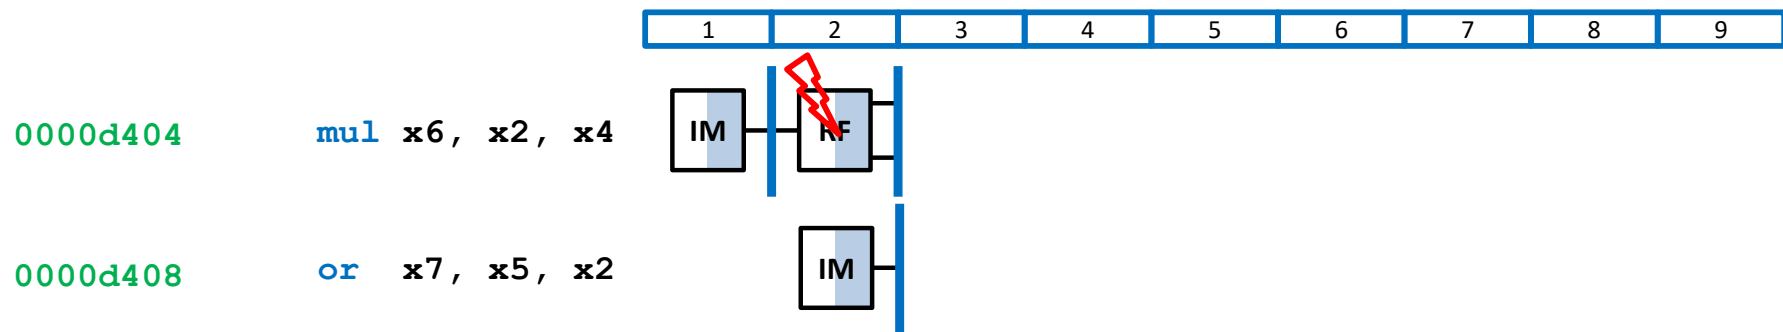 1 2 3 4 5 6 7 8 9
0000d404 mul x6, x2, x4 IM RF
0000d408 or x7, x5, x2 IM